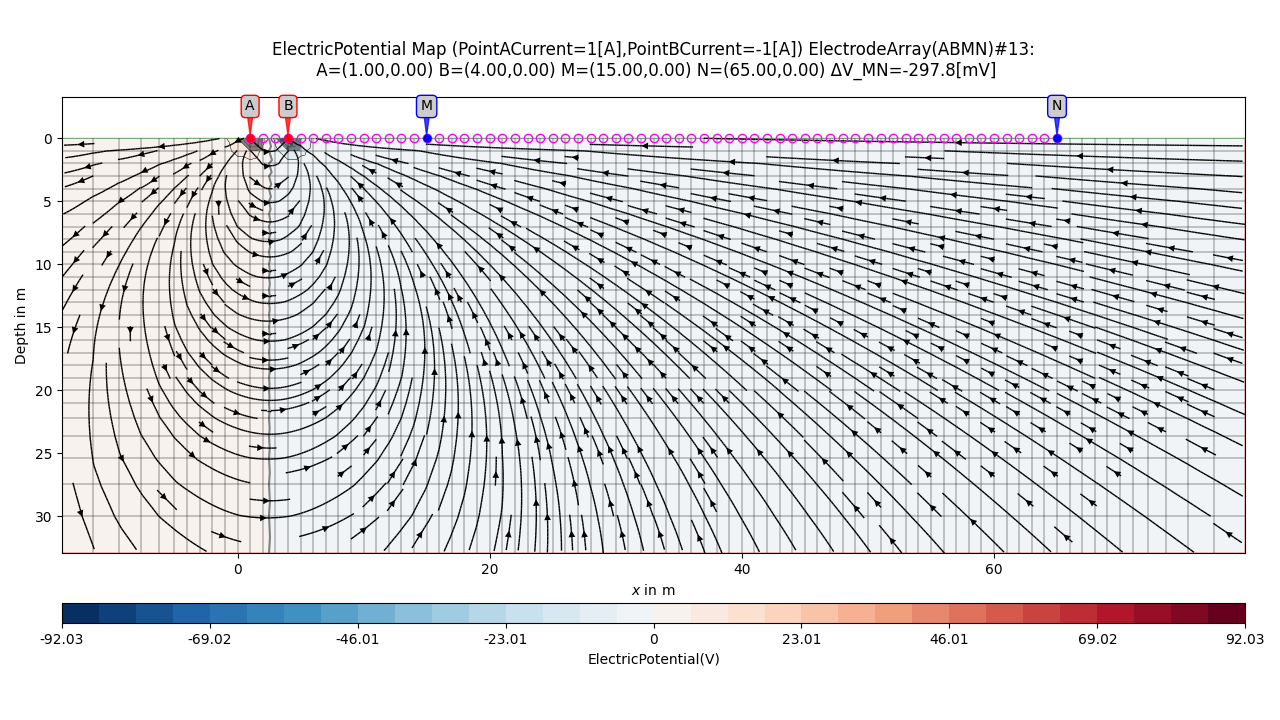 ElectricPotential Map (PointACurrent=1[A],PointBCurrent=-1[A]) ElectrodeArray(ABMN)#13:
A=(1.00,0.00) B=(4.00,0.00) M=(15.00,0.00) N=(65.00,0.00) ΔV_MN=-297.8[mV]
A B M N
0
5
10
15
20
25
30
Depth in m
0 20 40 60
x in m
-92.03 -69.02 -46.01 -23.01 0 23.01 46.01 69.02 92.03
ElectricPotential(V)